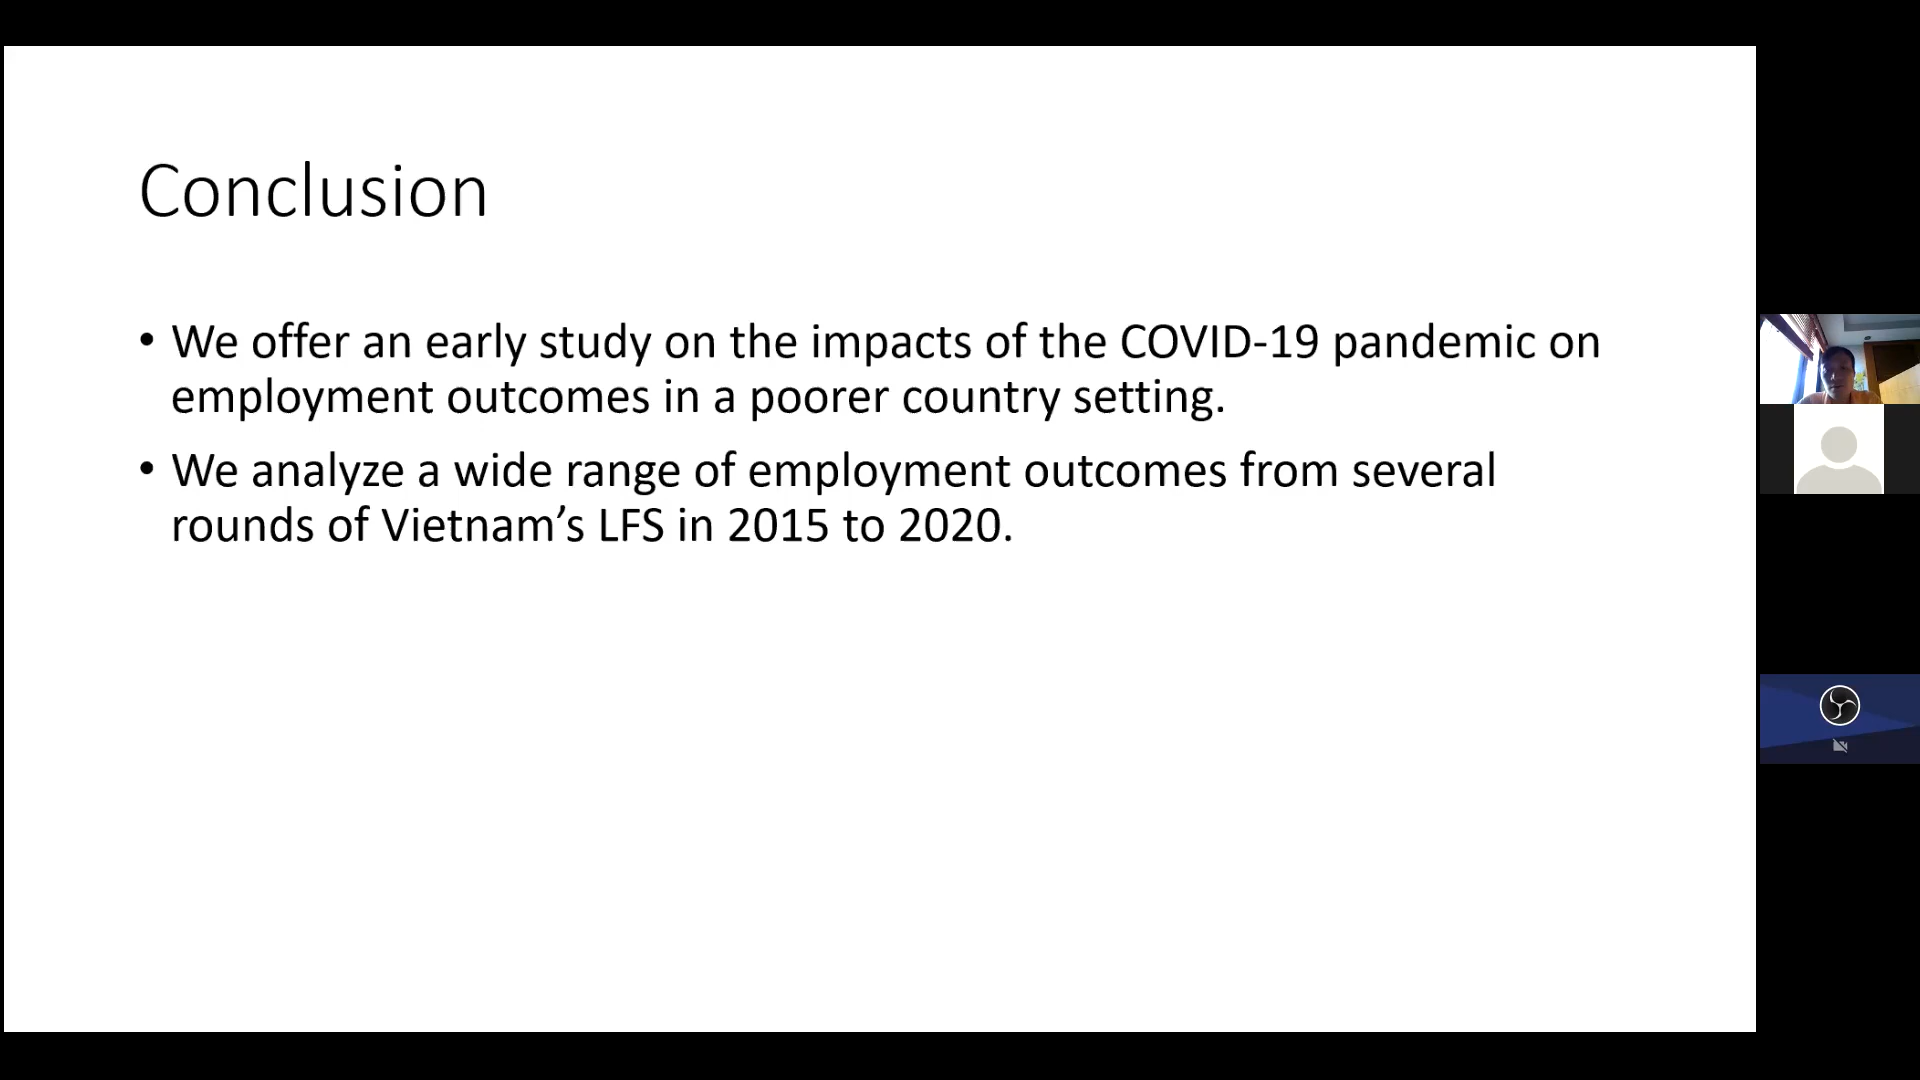 Conclusion
• We offer an early study on the impacts of the COVID-19 pandemic on
employment outcomes in a poorer country setting.
• We analyze a wide range of employment outcomes from several
rounds of Vietnam’s LFS in 2015 to 2020.